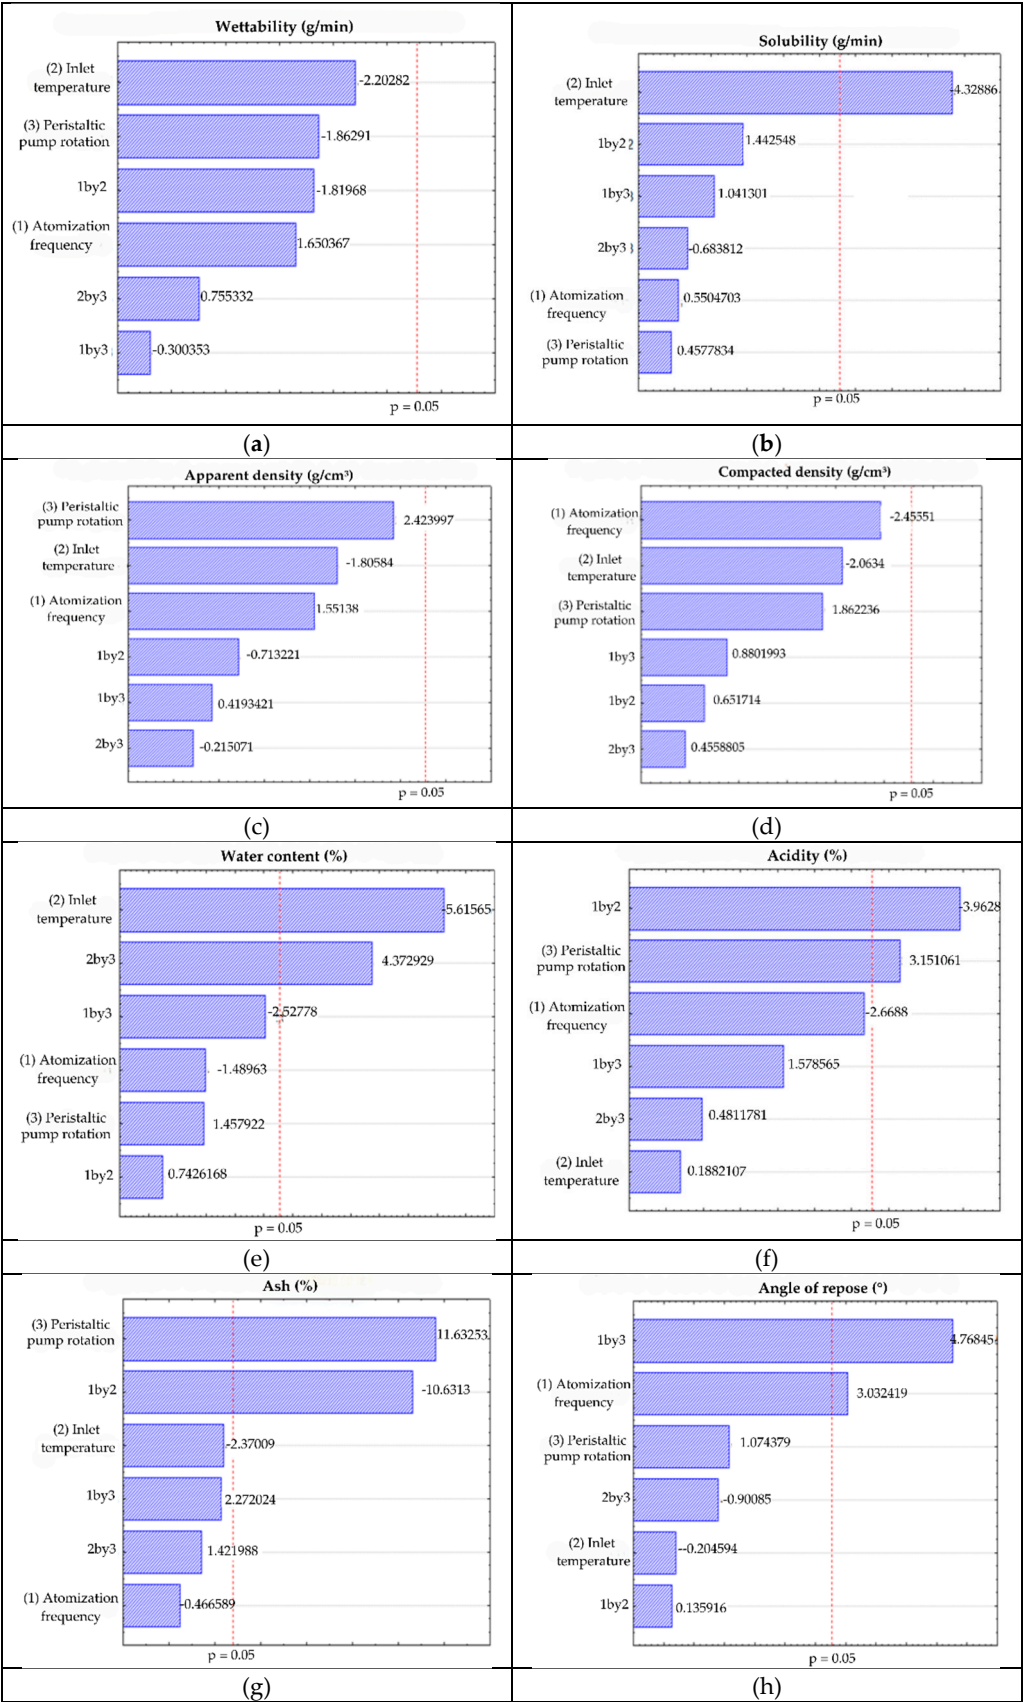 Wettability (g/min)
(2) Inlet
temperature
-2.20282
(3) Peristaltic
pump rotation
-1.86291
1by2
-1.81968
(1) Atomization
frequency
1.650367
2by3
0.755332
1by3
-0.300353
p = 0.05
(a)
Solubility (g/min)
(2) Inlet
temperature
-4.32886
1by2
1.442548
1by3
1.041301
2by3
-0.683812
(1) Atomization
frequency
0.5504703
(3) Peristaltic
pump rotation
0.4577834
p = 0.05
(b)
Apparent density (g/cm³)
(3) Peristaltic
pump rotation
2.423997
(2) Inlet
temperature
-1.80584
(1) Atomization
frequency
1.55138
1by2
-0.713221
1by3
0.4193421
2by3
-0.215071
p = 0.05
(c)
Compacted density (g/cm³)
(1) Atomization
frequency
-2.45551
(2) Inlet
temperature
-2.0634
(3) Peristaltic
pump rotation
1.862236
1by3
0.8801993
1by2
0.651714
2by3
0.4558805
p = 0.05
(d)
Water content (%)
(2) Inlet
temperature
-5.61565
2by3
4.372929
1by3
-2.52778
(1) Atomization
frequency
-1.48963
(3) Peristaltic
pump rotation
1.457922
1by2
0.7426168
p = 0.05
(e)
Acidity (%)
1by2
-3.9628
(3) Peristaltic
pump rotation
3.151061
(1) Atomization
frequency
-2.6688
1by3
1.578565
2by3
0.4811781
(2) Inlet
temperature
0.1882107
p = 0.05
(f)
Ash (%)
(3) Peristaltic
pump rotation
11.63253
1by2
-10.6313
(2) Inlet
temperature
-2.37009
1by3
2.272024
2by3
1.421988
(1) Atomization
frequency
-0.466589
p = 0.05
(g)
Angle of repose (°)
1by3
4.768454
(1) Atomization
frequency
3.032419
(3) Peristaltic
pump rotation
1.074379
2by3
-0.90085
(2) Inlet
temperature
--0.204594
1by2
0.135916
p = 0.05
(h)